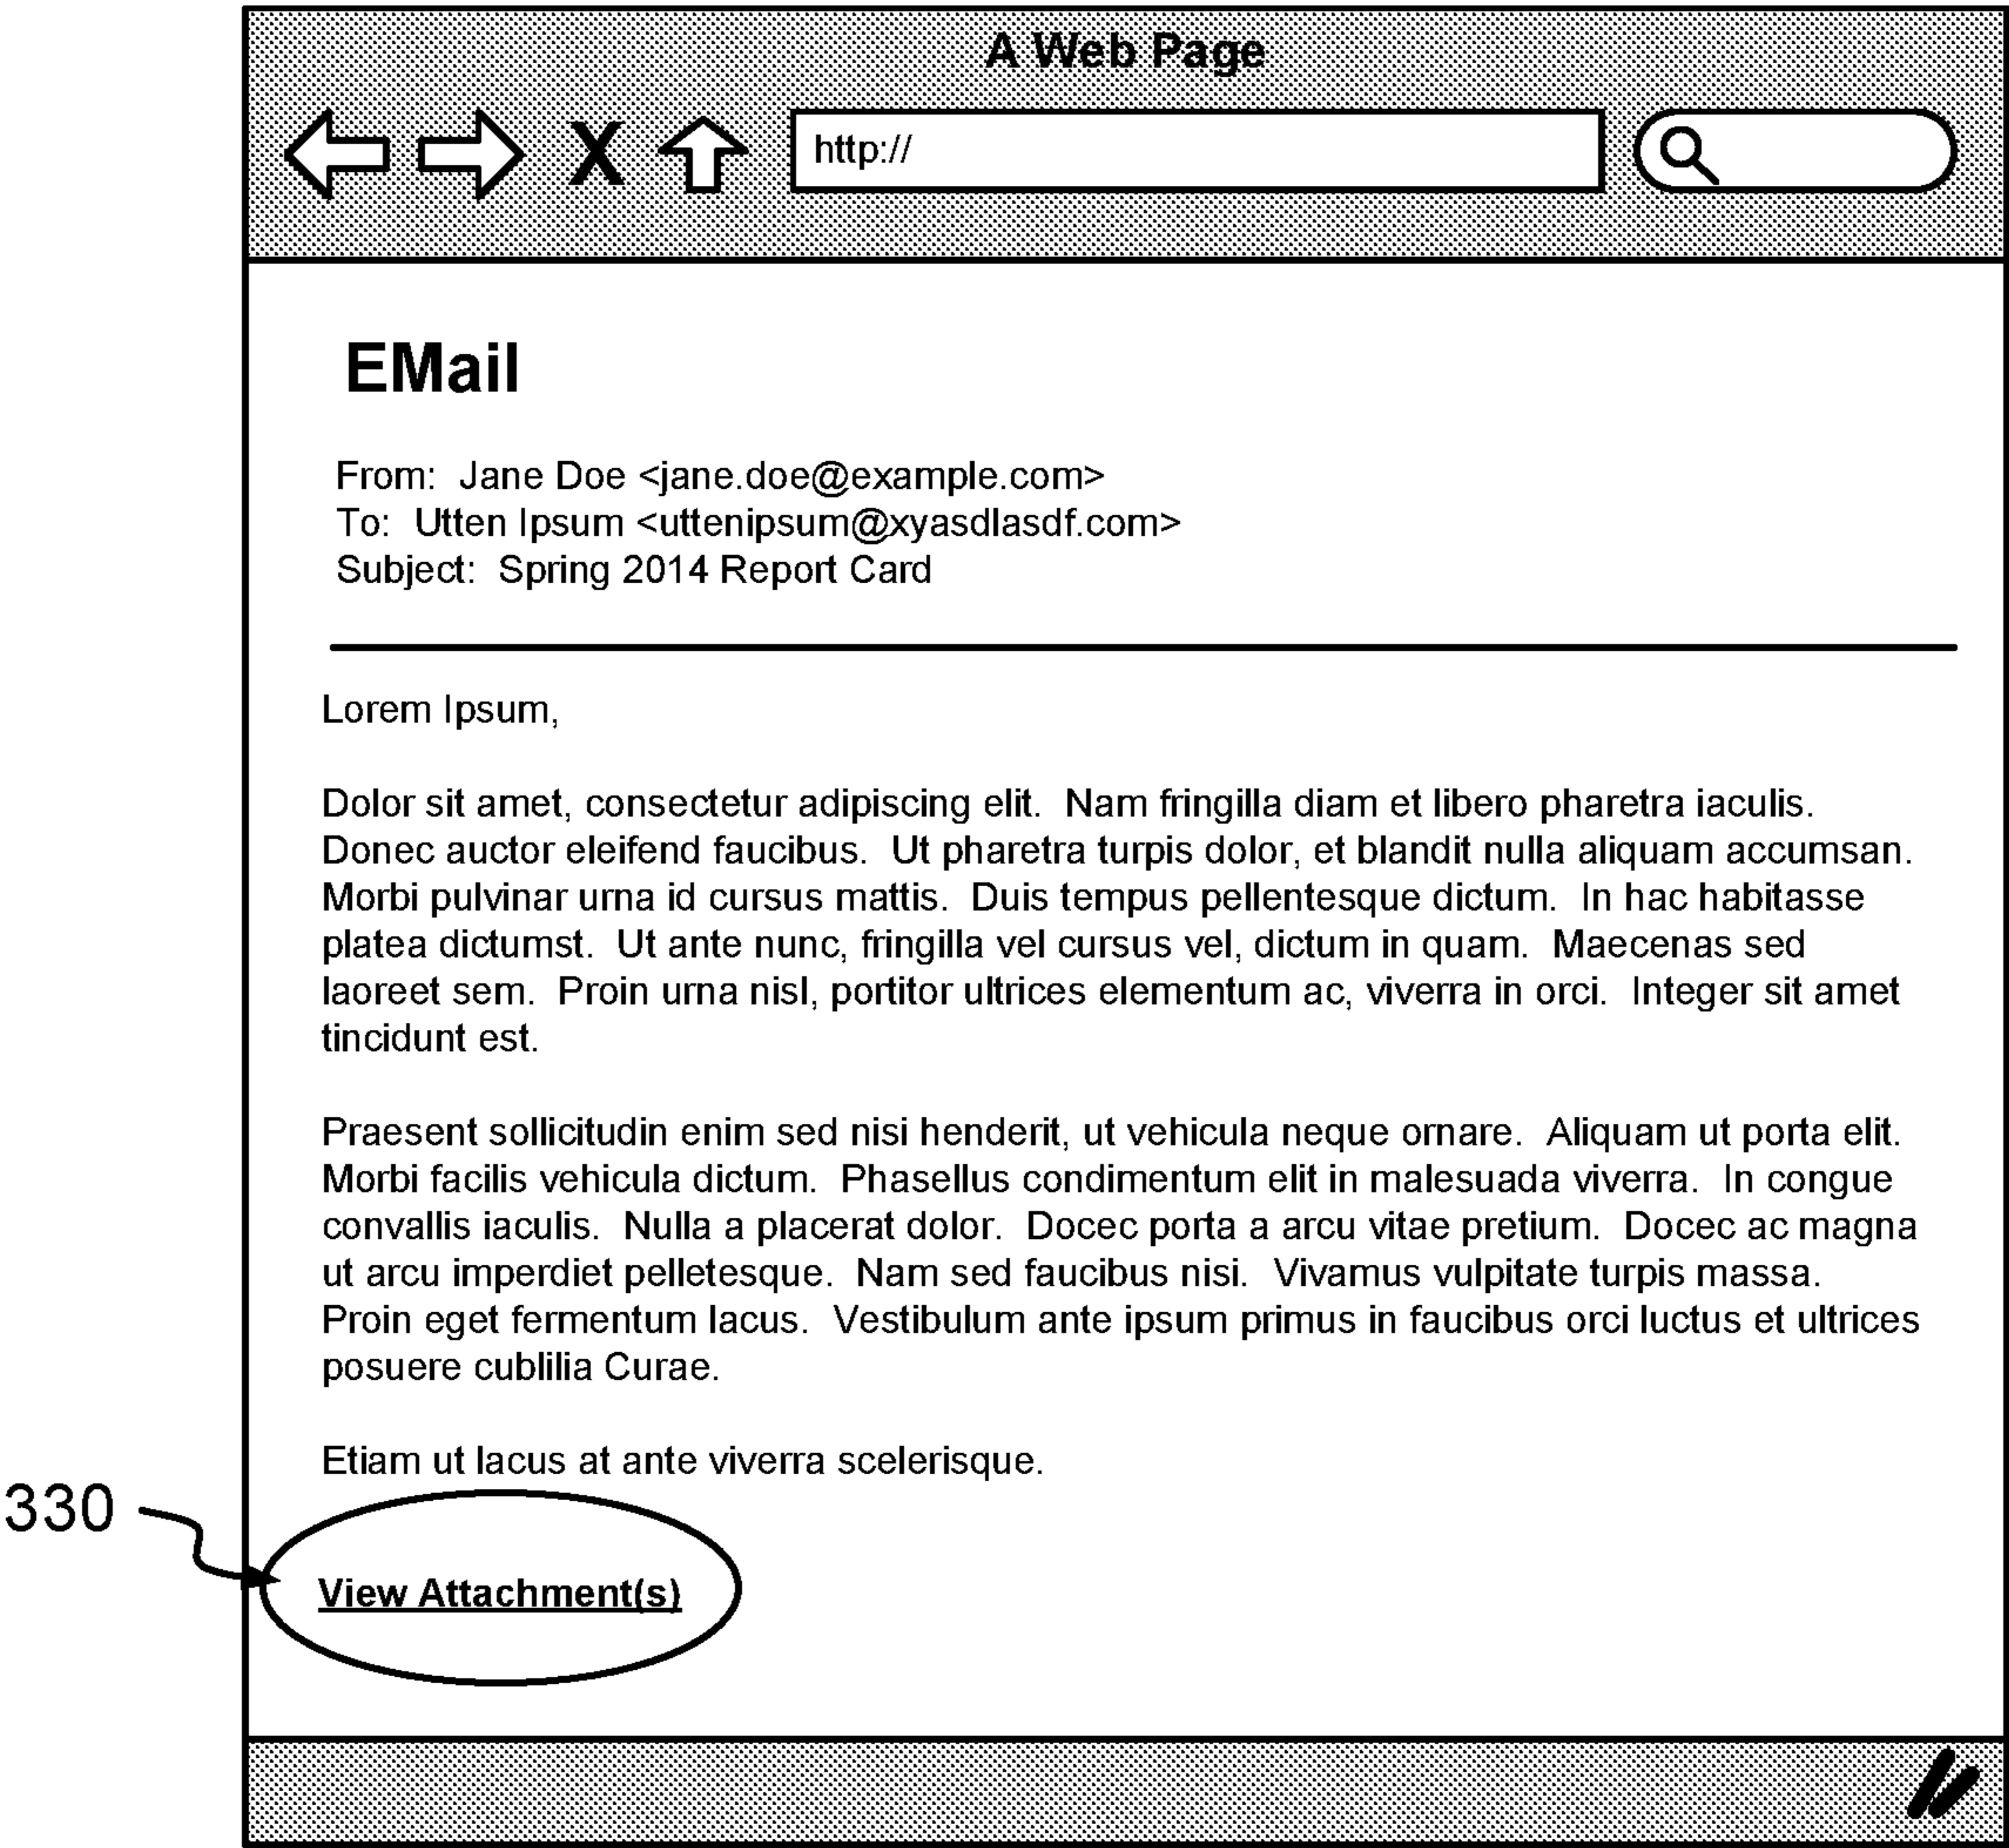 A Web Page
X
http://
EMail
From: Jane Doe <jane.doe@example.com>
To: Utten Ipsum <uttenipsum@xyasdlasdf.com>
Subject: Spring 2014 Report Card
Lorem Ipsum,
Dolor sit amet, consectetur adipiscing elit. Nam fringilla diam et libero pharetra iaculis.
Donec auctor eleifend faucibus. Ut pharetra turpis dolor, et blandit nulla aliquam accumsan.
Morbi pulvinar urna id cursus mattis. Duis tempus pellentesque dictum. In hac habitasse
platea dictumst. Ut ante nunc, fringilla vel cursus vel, dictum in quam. Maecenas sed
laoreet sem. Proin urna nisl, portitor ultrices elementum ac, viverra in orci. Integer sit amet
tincidunt est.
Praesent sollicitudin enim sed nisi henderit, ut vehicula neque ornare. Aliquam ut porta elit.
Morbi facilis vehicula dictum. Phasellus condimentum elit in malesuada viverra. In congue
convallis iaculis. Nulla a placerat dolor. Docec porta a arcu vitae pretium. Docec ac magna
ut arcu imperdiet pelletesque. Nam sed faucibus nisi. Vivamus vulpitate turpis massa.
Proin eget fermentum lacus. Vestibulum ante ipsum primus in faucibus orci luctus et ultrices
posuere cublilia Curae.
Etiam ut lacus at ante viverra scelerisque.
330
View Attachment(s)